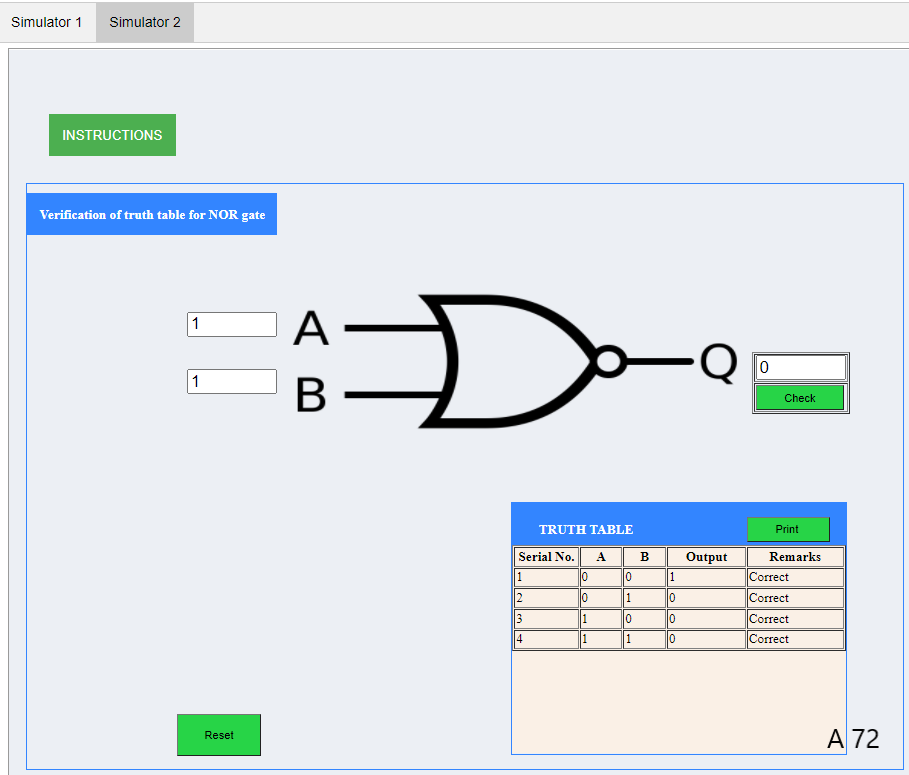 Simulator 1 Simulator 2
INSTRUCTIONS
Verification of truth table for NOR gate
1 A
1 B
Q 0
Check
TRUTH TABLE Print
Serial No. A B Output Remarks
1 0 0 1 Correct
2 0 1 0 Correct
3 1 0 0 Correct
4 1 1 0 Correct
Reset
A 72